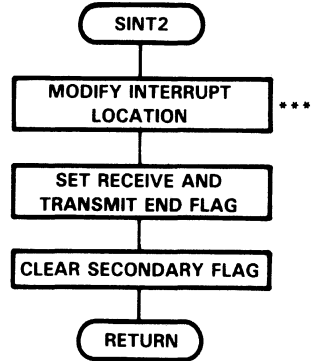 SINT2
MODIFY INTERRUPT
LOCATION
***
SET RECEIVE AND
TRANSMIT END FLAG
CLEAR SECONDARY FLAG
RETURN